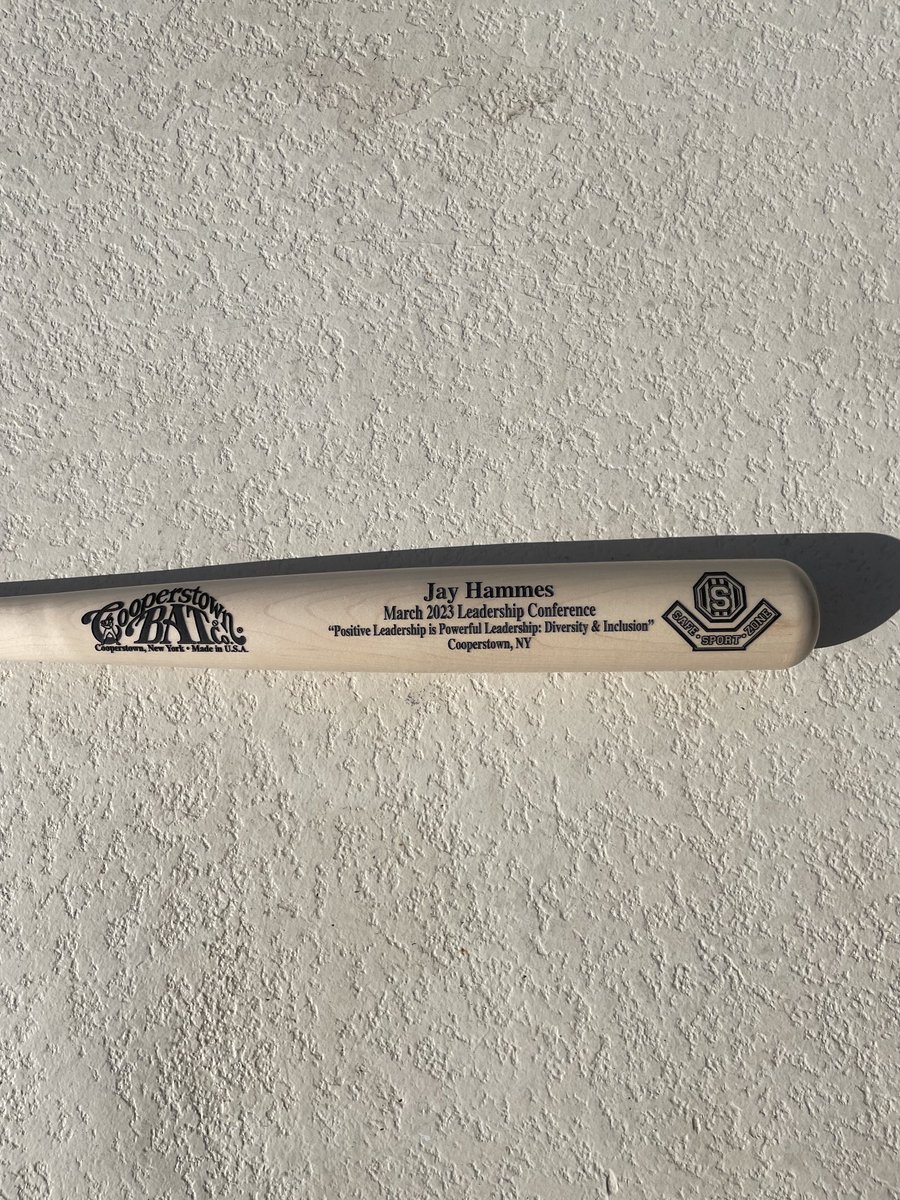 Cooperstown
BAT Co.
Cooperstown, New York • Made in U.S.A.
Jay Hammes
March 2023 Leadership Conference
“Positive Leadership is Powerful Leadership: Diversity & Inclusion”
Cooperstown, NY
S
SAFE • SPORT • ZONE